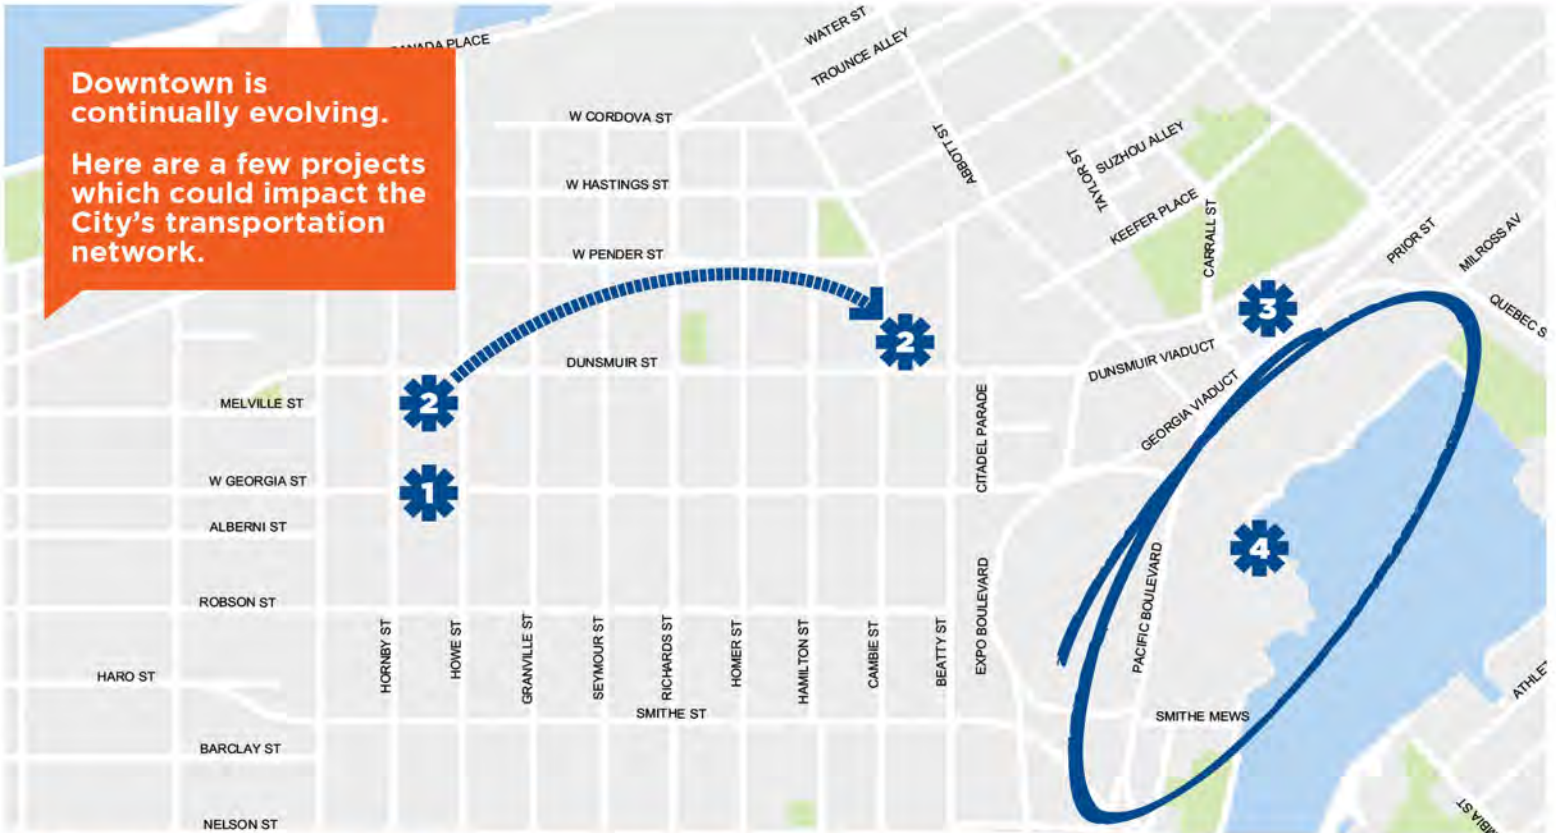 Downtown is
continually evolving.
Here are a few projects
which could impact the
City's transportation
network.
PLACE
WATER ST
TROUNCE ALLEY
W CORDOVA ST
ABBOTT ST
TAYLOR ST
SUZHOU ALLEY
W HASTINGS ST
KEEFER PLACE
CARRALL ST
PRIOR ST
MILROSS AV
QUEBEC S
W PENDER ST
3
2
DUNSMUIR ST
DUNSMUIR VIADUCT
2
MELVILLE ST
GEORGIA VIADUCT
CITADEL PARADE
W GEORGIA ST
1
ALBERNI ST
4
EXPO BOULEVARD
PACIFIC BOULEVARD
ROBSON ST
HORNBY ST
HOWE ST
GRANVILLE ST
SEYMOUR ST
RICHARDS ST
HOMER ST
HAMILTON ST
CAMBIE ST
BEATTY ST
HARO ST
SMITHE ST
SMITHE MEWS
BARCLAY ST
NELSON ST